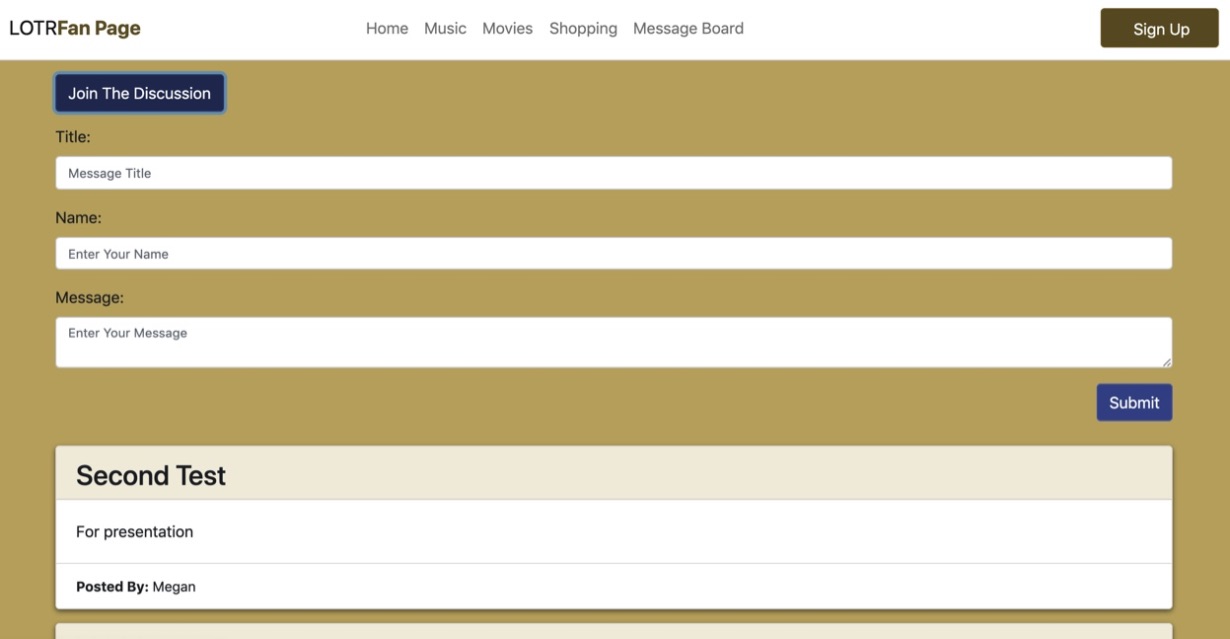 LOTRFan Page Home Music Movies Shopping Message Board Sign Up
Join The Discussion
Title:
Message Title
Name:
Enter Your Name
Message:
Enter Your Message
Submit
Second Test
For presentation
Posted By: Megan